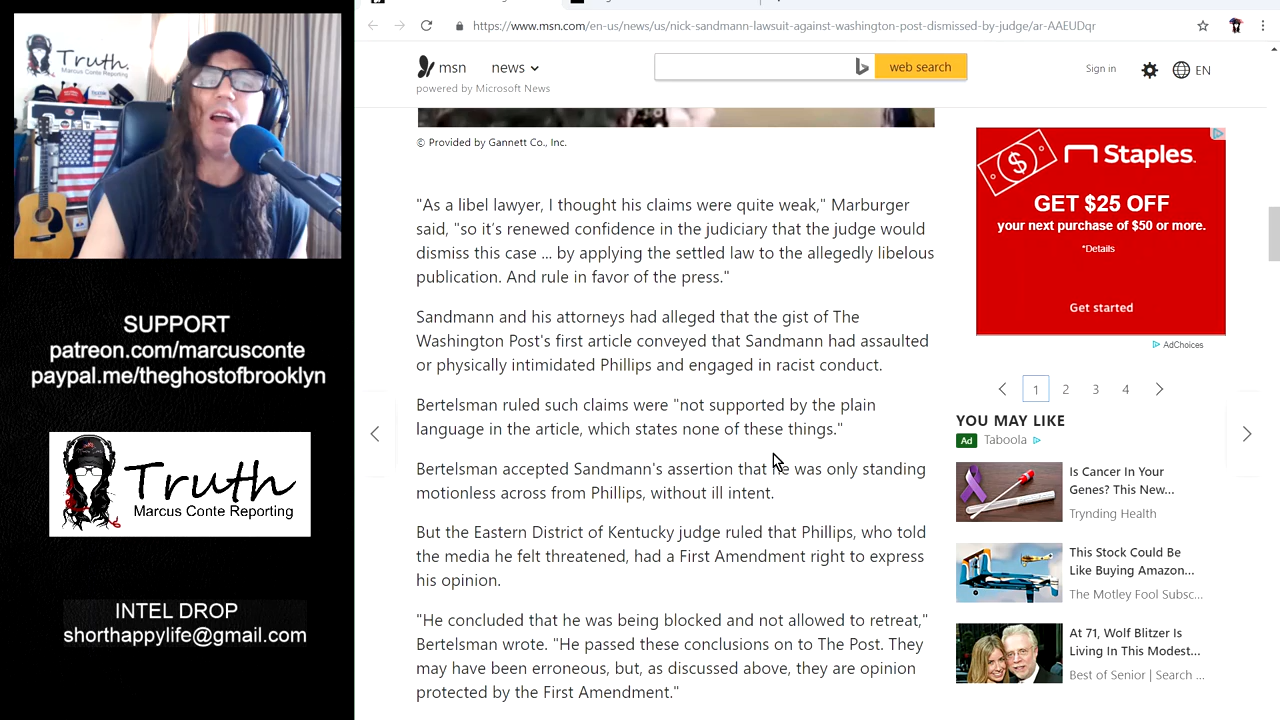 Truth.
Marcus Conte Reporting
SUPPORT
patreon.com/marcusconte
paypal.me/theghostofbrooklyn
Truth
Marcus Conte Reporting
INTEL DROP
shorthappylife@gmail.com
https://www.msn.com/en-us/news/us/nick-sandmann-lawsuit-against-washington-post-dismissed-by-judge/ar-AAEUDqr
msn
news
powered by Microsoft News
web search
Sign in
EN
© Provided by Gannett Co., Inc.
"As a libel lawyer, I thought his claims were quite weak," Marburger
said, "so it’s renewed confidence in the judiciary that the judge would
dismiss this case ... by applying the settled law to the allegedly libelous
publication. And rule in favor of the press."
Sandmann and his attorneys had alleged that the gist of The
Washington Post's first article conveyed that Sandmann had assaulted
or physically intimidated Phillips and engaged in racist conduct.
Bertelsman ruled such claims were "not supported by the plain
language in the article, which states none of these things."
Bertelsman accepted Sandmann's assertion that he was only standing
motionless across from Phillips, without ill intent.
But the Eastern District of Kentucky judge ruled that Phillips, who told
the media he felt threatened, had a First Amendment right to express
his opinion.
"He concluded that he was being blocked and not allowed to retreat,"
Bertelsman wrote. "He passed these conclusions on to The Post. They
may have been erroneous, but, as discussed above, they are opinion
protected by the First Amendment."
Staples.
GET $25 OFF
your next purchase of $50 or more.
*Details
Get started
AdChoices
1 2 3 4
YOU MAY LIKE
Ad Taboola
Is Cancer In Your
Genes? This New...
Trynding Health
This Stock Could Be
Like Buying Amazon...
The Motley Fool Subsc...
At 71, Wolf Blitzer Is
Living In This Modest...
Best of Senior | Search ...